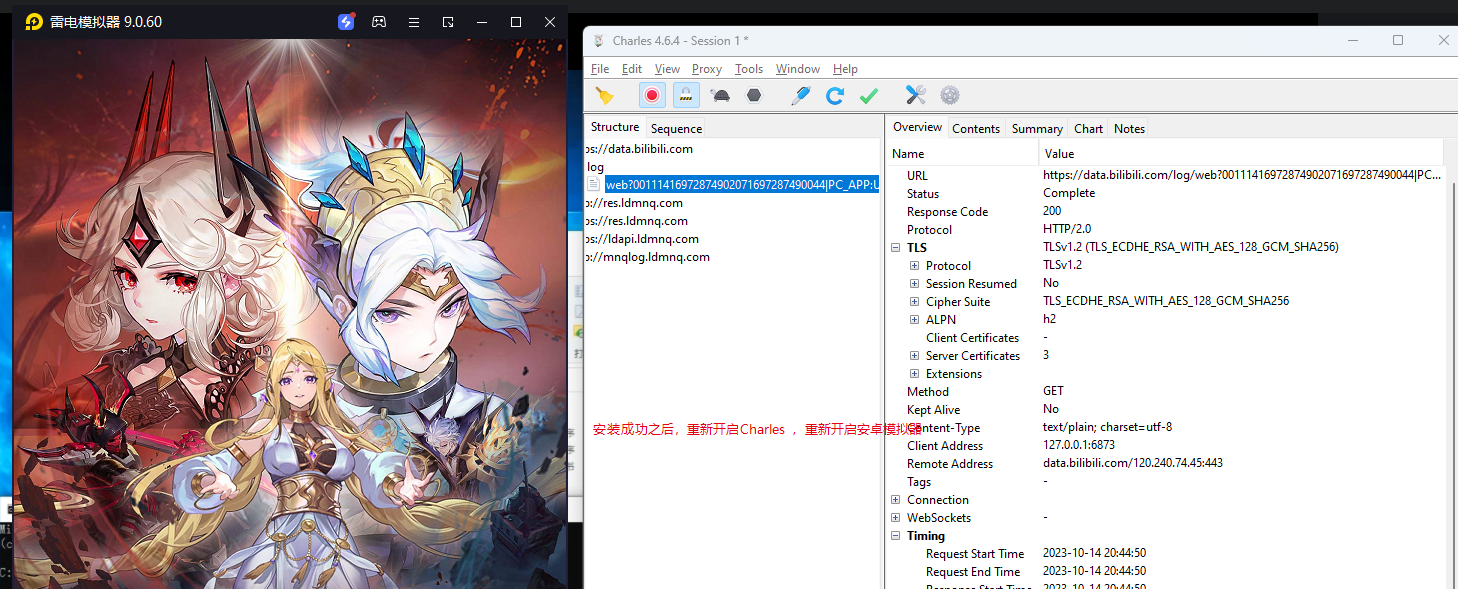 雷电模拟器 9.0.60
Charles 4.6.4 - Session 1 *
File Edit View Proxy Tools Window Help
Structure Sequence
ps://data.bilibili.com
log
web?0011141697287490207169728749004​4|PC_APP:U
p://res.ldmnq.com
ps://res.ldmnq.com
ps://ldapi.ldmnq.com
p://mnqlog.ldmnq.com
安装成功之后，重新开启Charles ，重新开启安卓模拟器
Overview Contents Summary Chart Notes
Name Value
URL https://data.bilibili.com/log/web?00111416972874902071697287490044|PC...
Status Complete
Response Code 200
Protocol HTTP/2.0
TLS TLSv1.2 (TLS_ECDHE_RSA_WITH_AES_128_GCM_SHA256)
Protocol TLSv1.2
Session Resumed No
Cipher Suite TLS_ECDHE_RSA_WITH_AES_128_GCM_SHA256
ALPN h2
Client Certificates -
Server Certificates 3
Extensions
Method GET
Kept Alive No
Content-Type text/plain; charset=utf-8
Client Address 127.0.0.1:6873
Remote Address data.bilibili.com/120.240.74.45:443
Tags -
Connection
WebSockets -
Timing
Request Start Time 2023-10-14 20:44:50
Request End Time 2023-10-14 20:44:50
Response Start Time 2023-10-14 20:44:50